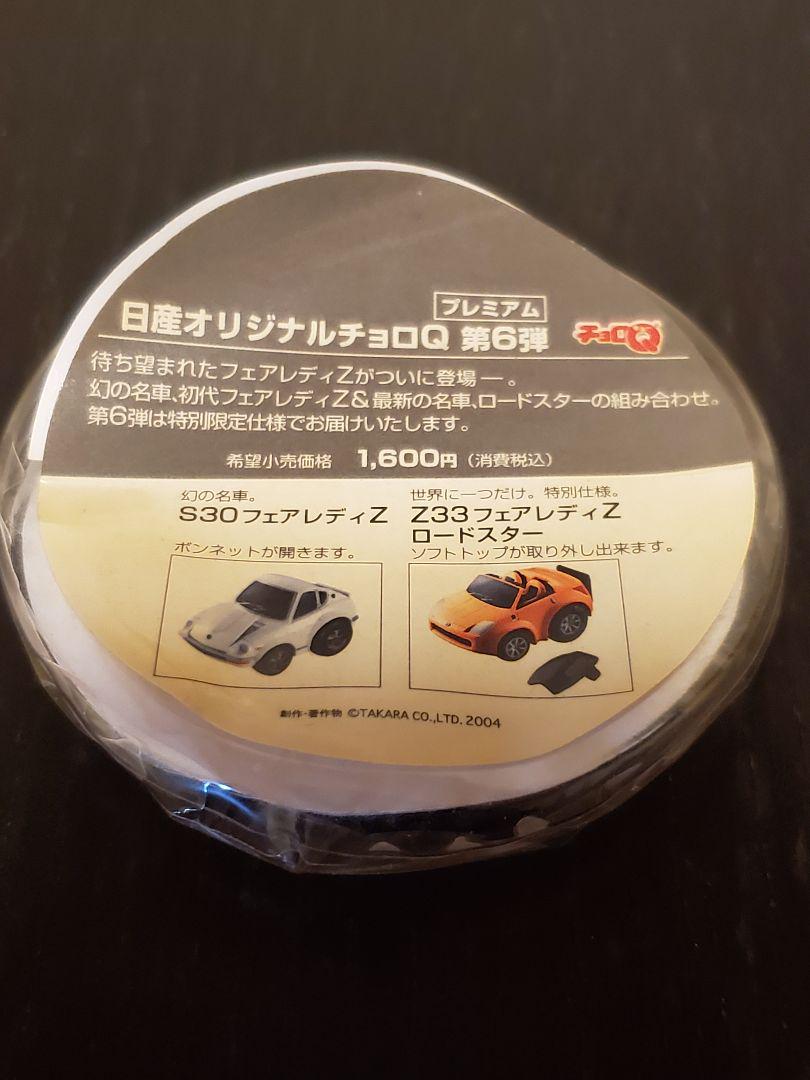 プレミアム
日産オリジナルチョロQ 第6弾 チョロQ
待ち望まれたフェアレディZがついに登場 ― 。
幻の名車、初代フェアレディZ&最新の名車、ロードスターの組み合わせ。
第6弾は特別限定仕様でお届けいたします。
希望小売価格 1,600円(消費税込)
幻の名車。
S30フェアレディZ
ボンネットが開きます。
世界に一つだけ。特別仕様。
Z33フェアレディZ
ロードスター
ソフトトップが取り外し出来ます。
創作・著作物 ©TAKARA CO.,LTD. 2004